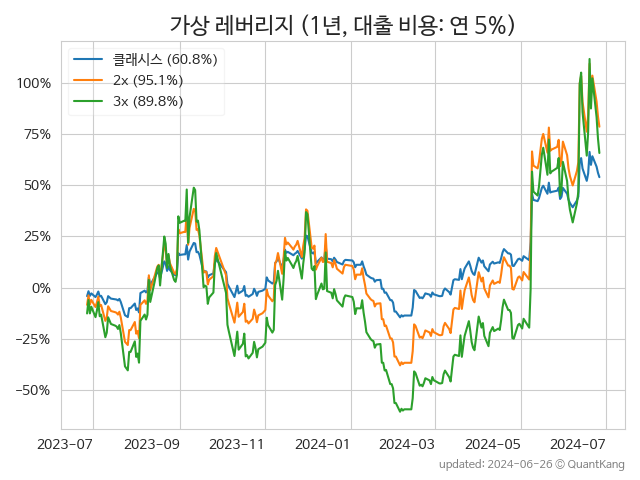 가상 레버리지 (1년, 대출 비용: 연 5%)
클래시스 (60.8%)
2x (95.1%)
3x (89.8%)
100%
75%
50%
25%
0%
−25%
−50%
2023-07 2023-09 2023-11 2024-01 2024-03 2024-05 2024-07
updated: 2024-06-26 © QuantKang